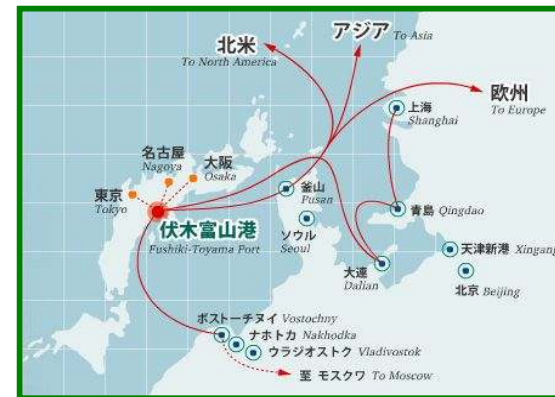 北米
To North America
アジア To Asia
欧州
To Europe
上海
Shanghai
名古屋
Nagoya
大阪
Osaka
東京
Tokyo
釜山
Pusan
伏木富山港
Fushiki-Toyama Port
ソウル
Seoul
青島 Qingdao
大連
Dalian
天津新港 Xingang
北京 Beijing
ボストーチヌイ Vostochny
ナホトカ Nakhodka
ウラジオストク Vladivostok
至 モスクワ To Moscow